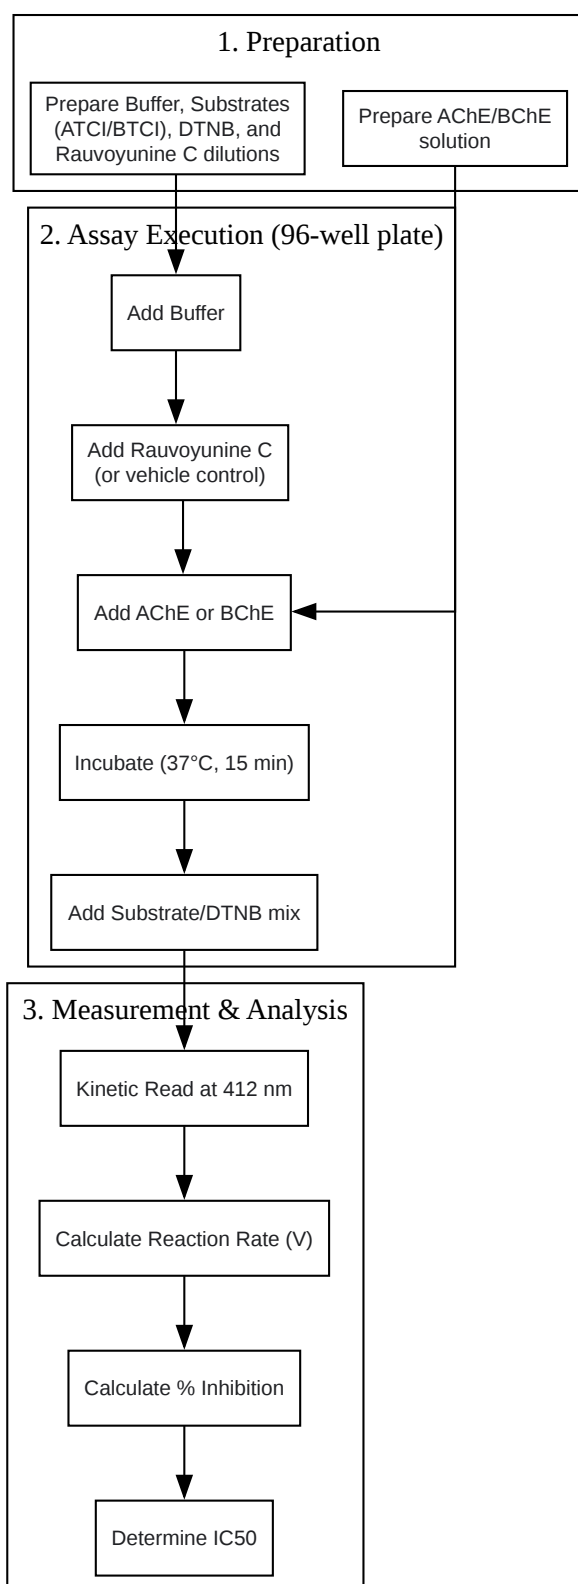 1. Preparation
Prepare Buffer, Substrates
(ATCI/BTCI), DTNB, and
Rauvoyunine C dilutions
Prepare AChE/BChE
solution
2. Assay Execution (96-well plate)
Add Buffer
Add Rauvoyunine C
(or vehicle control)
Add AChE or BChE
Incubate (37°C, 15 min)
Add Substrate/DTNB mix
3. Measurement & Analysis
Kinetic Read at 412 nm
Calculate Reaction Rate (V)
Calculate % Inhibition
Determine IC50